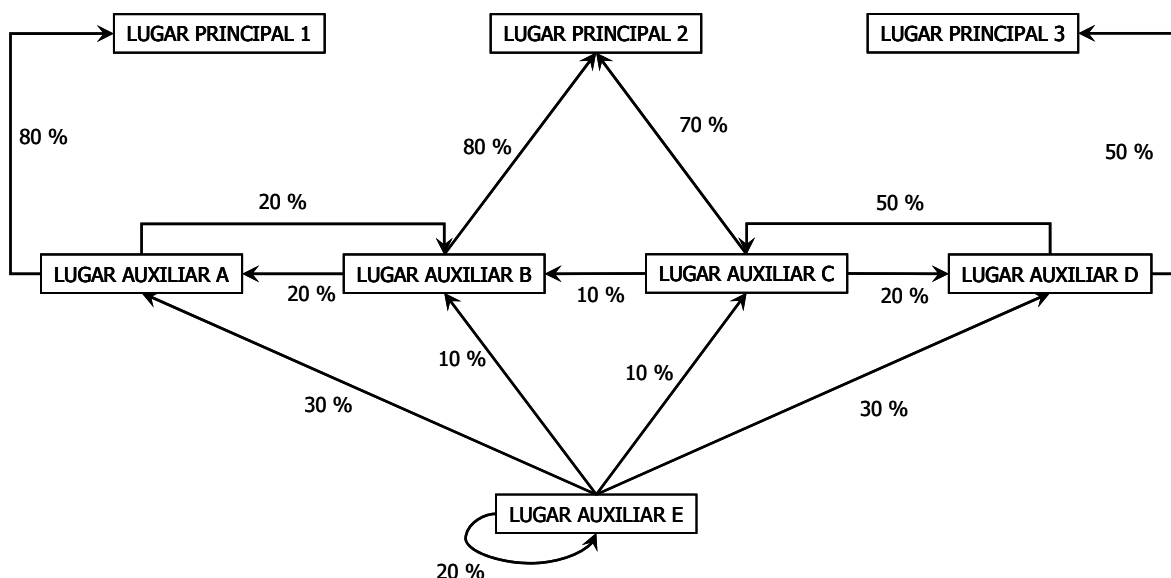 LUGAR PRINCIPAL 1
LUGAR PRINCIPAL 2
LUGAR PRINCIPAL 3
80 %
80 %
70 %
50 %
20 %
50 %
LUGAR AUXILIAR A
LUGAR AUXILIAR B
LUGAR AUXILIAR C
LUGAR AUXILIAR D
20 %
10 %
20 %
30 %
10 %
10 %
30 %
LUGAR AUXILIAR E
20 %